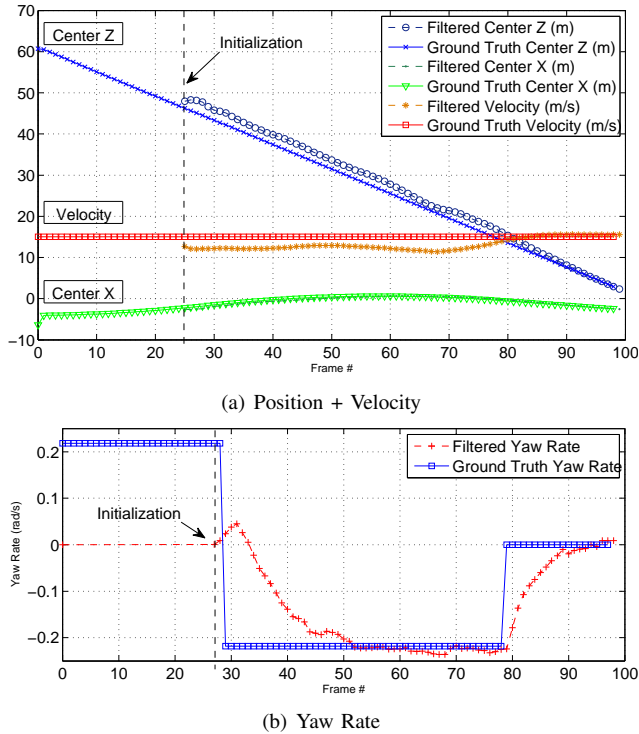 70
60
50
40
30
20
15
10
0
−10
Center Z
Initialization
Velocity
Center X
Filtered Center Z (m)
Ground Truth Center Z (m)
Filtered Center X (m)
Ground Truth Center X (m)
Filtered Velocity (m/s)
Ground Truth Velocity (m/s)
0 10 20 30 40 50 60 70 80 90 100
Frame #
(a) Position + Velocity
0.2
0.1
0
−0.1
−0.2
Yaw Rate (rad/s)
Initialization
Filtered Yaw Rate
Ground Truth Yaw Rate
0 10 20 30 40 50 60 70 80 90 100
Frame #
(b) Yaw Rate